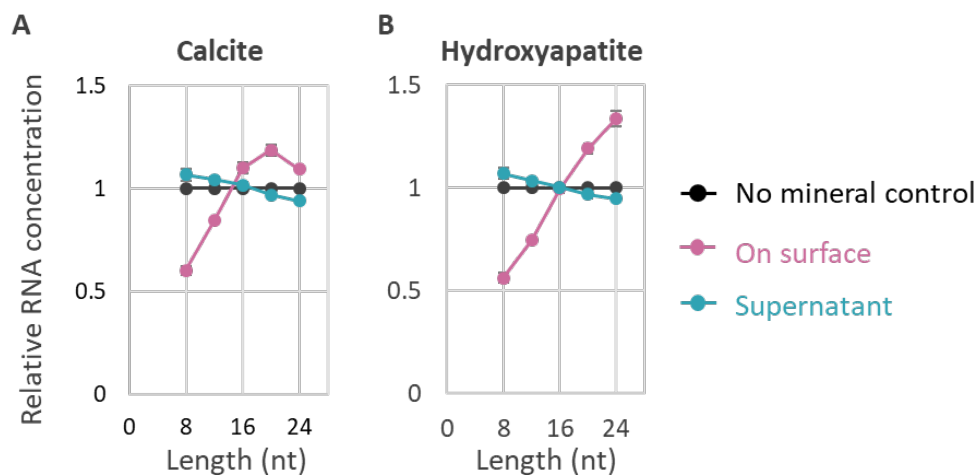 A
Calcite
B
Hydroxyapatite
Relative RNA concentration
1.5
1
0.5
0
0 8 16 24
Length (nt)
1.5
1
0.5
0
0 8 16 24
Length (nt)
No mineral control
On surface
Supernatant